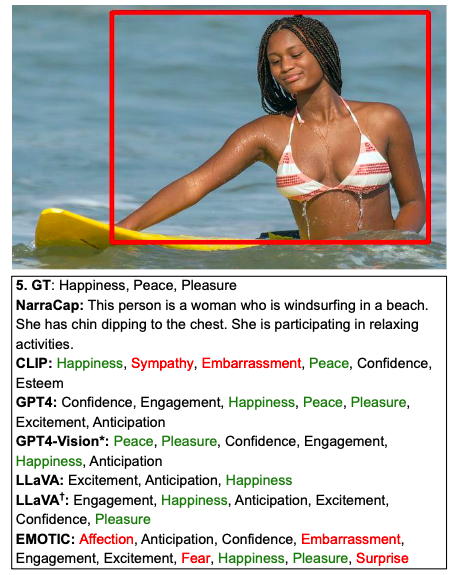 5. GT: Happiness, Peace, Pleasure
NarraCap: This person is a woman who is windsurfing in a beach.
She has chin dipping to the chest. She is participating in relaxing
activities.
CLIP: Happiness, Sympathy, Embarrassment, Peace, Confidence,
Esteem
GPT4: Confidence, Engagement, Happiness, Peace, Pleasure,
Excitement, Anticipation
GPT4-Vision*: Peace, Pleasure, Confidence, Engagement,
Happiness, Anticipation
LLaVA: Excitement, Anticipation, Happiness
LLaVA†: Engagement, Happiness, Anticipation, Excitement,
Confidence, Pleasure
EMOTIC: Affection, Anticipation, Confidence, Embarrassment,
Engagement, Excitement, Fear, Happiness, Pleasure, Surprise